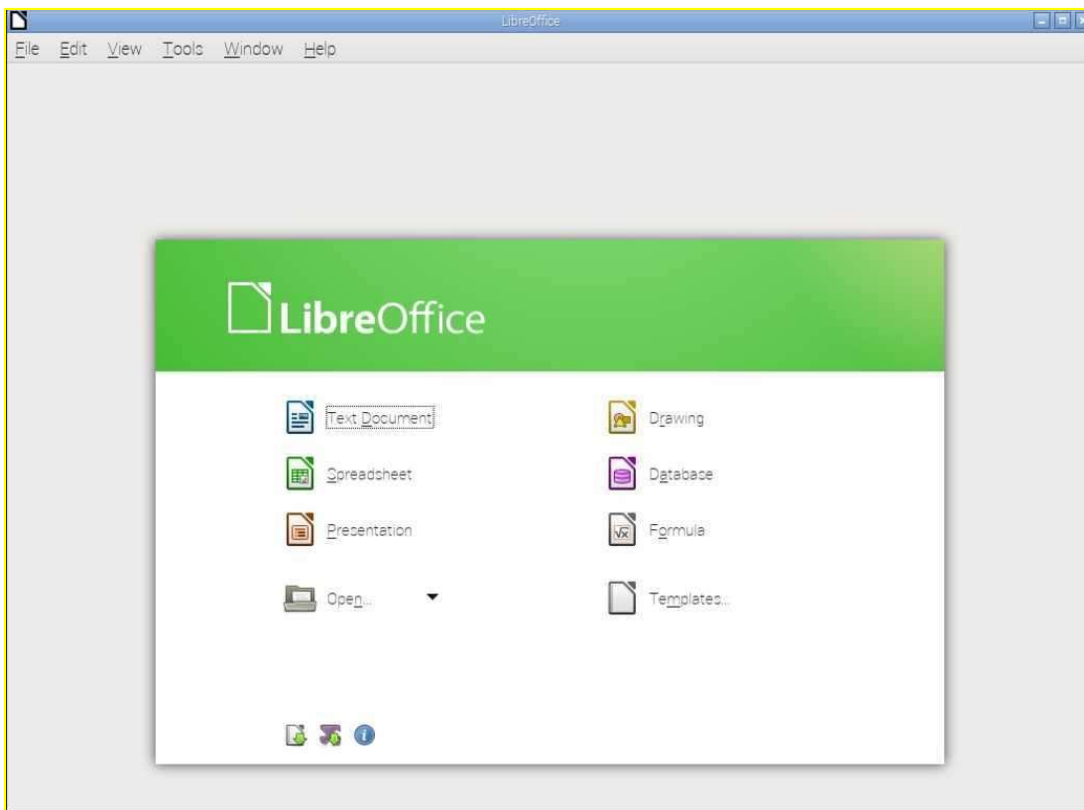 LibreOffice
File Edit View Tools Window Help
LibreOffice
Text Document
Drawing
Spreadsheet
Database
Presentation
Formula
Open...
Templates...